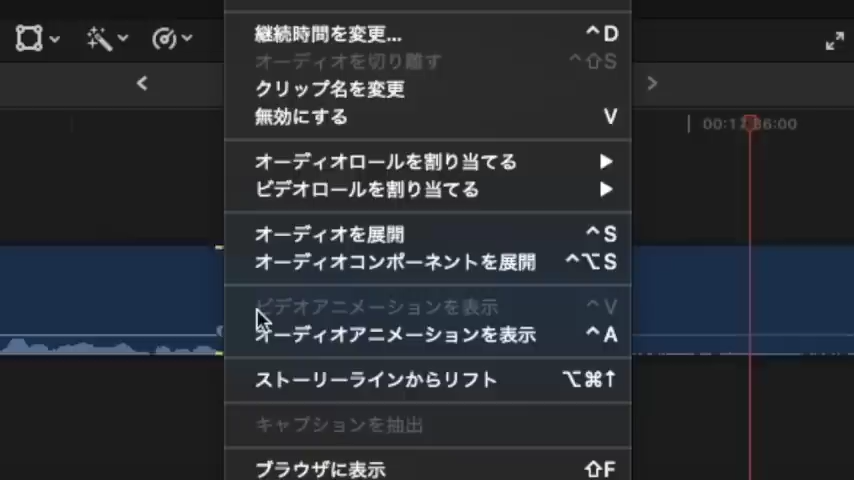 継続時間を変更... ^D
オーディオを切り離す ^⇧S
クリップ名を変更
無効にする V
00:17:36:00
オーディオロールを割り当てる ▶
ビデオロールを割り当てる ▶
オーディオを展開 ^S
オーディオコンポーネントを展開 ^⌥S
ビデオアニメーションを表示 ^V
オーディオアニメーションを表示 ^A
ストーリーラインからリフト ⌥⌘↑
キャプションを抽出
ブラウザに表示 ⇧F